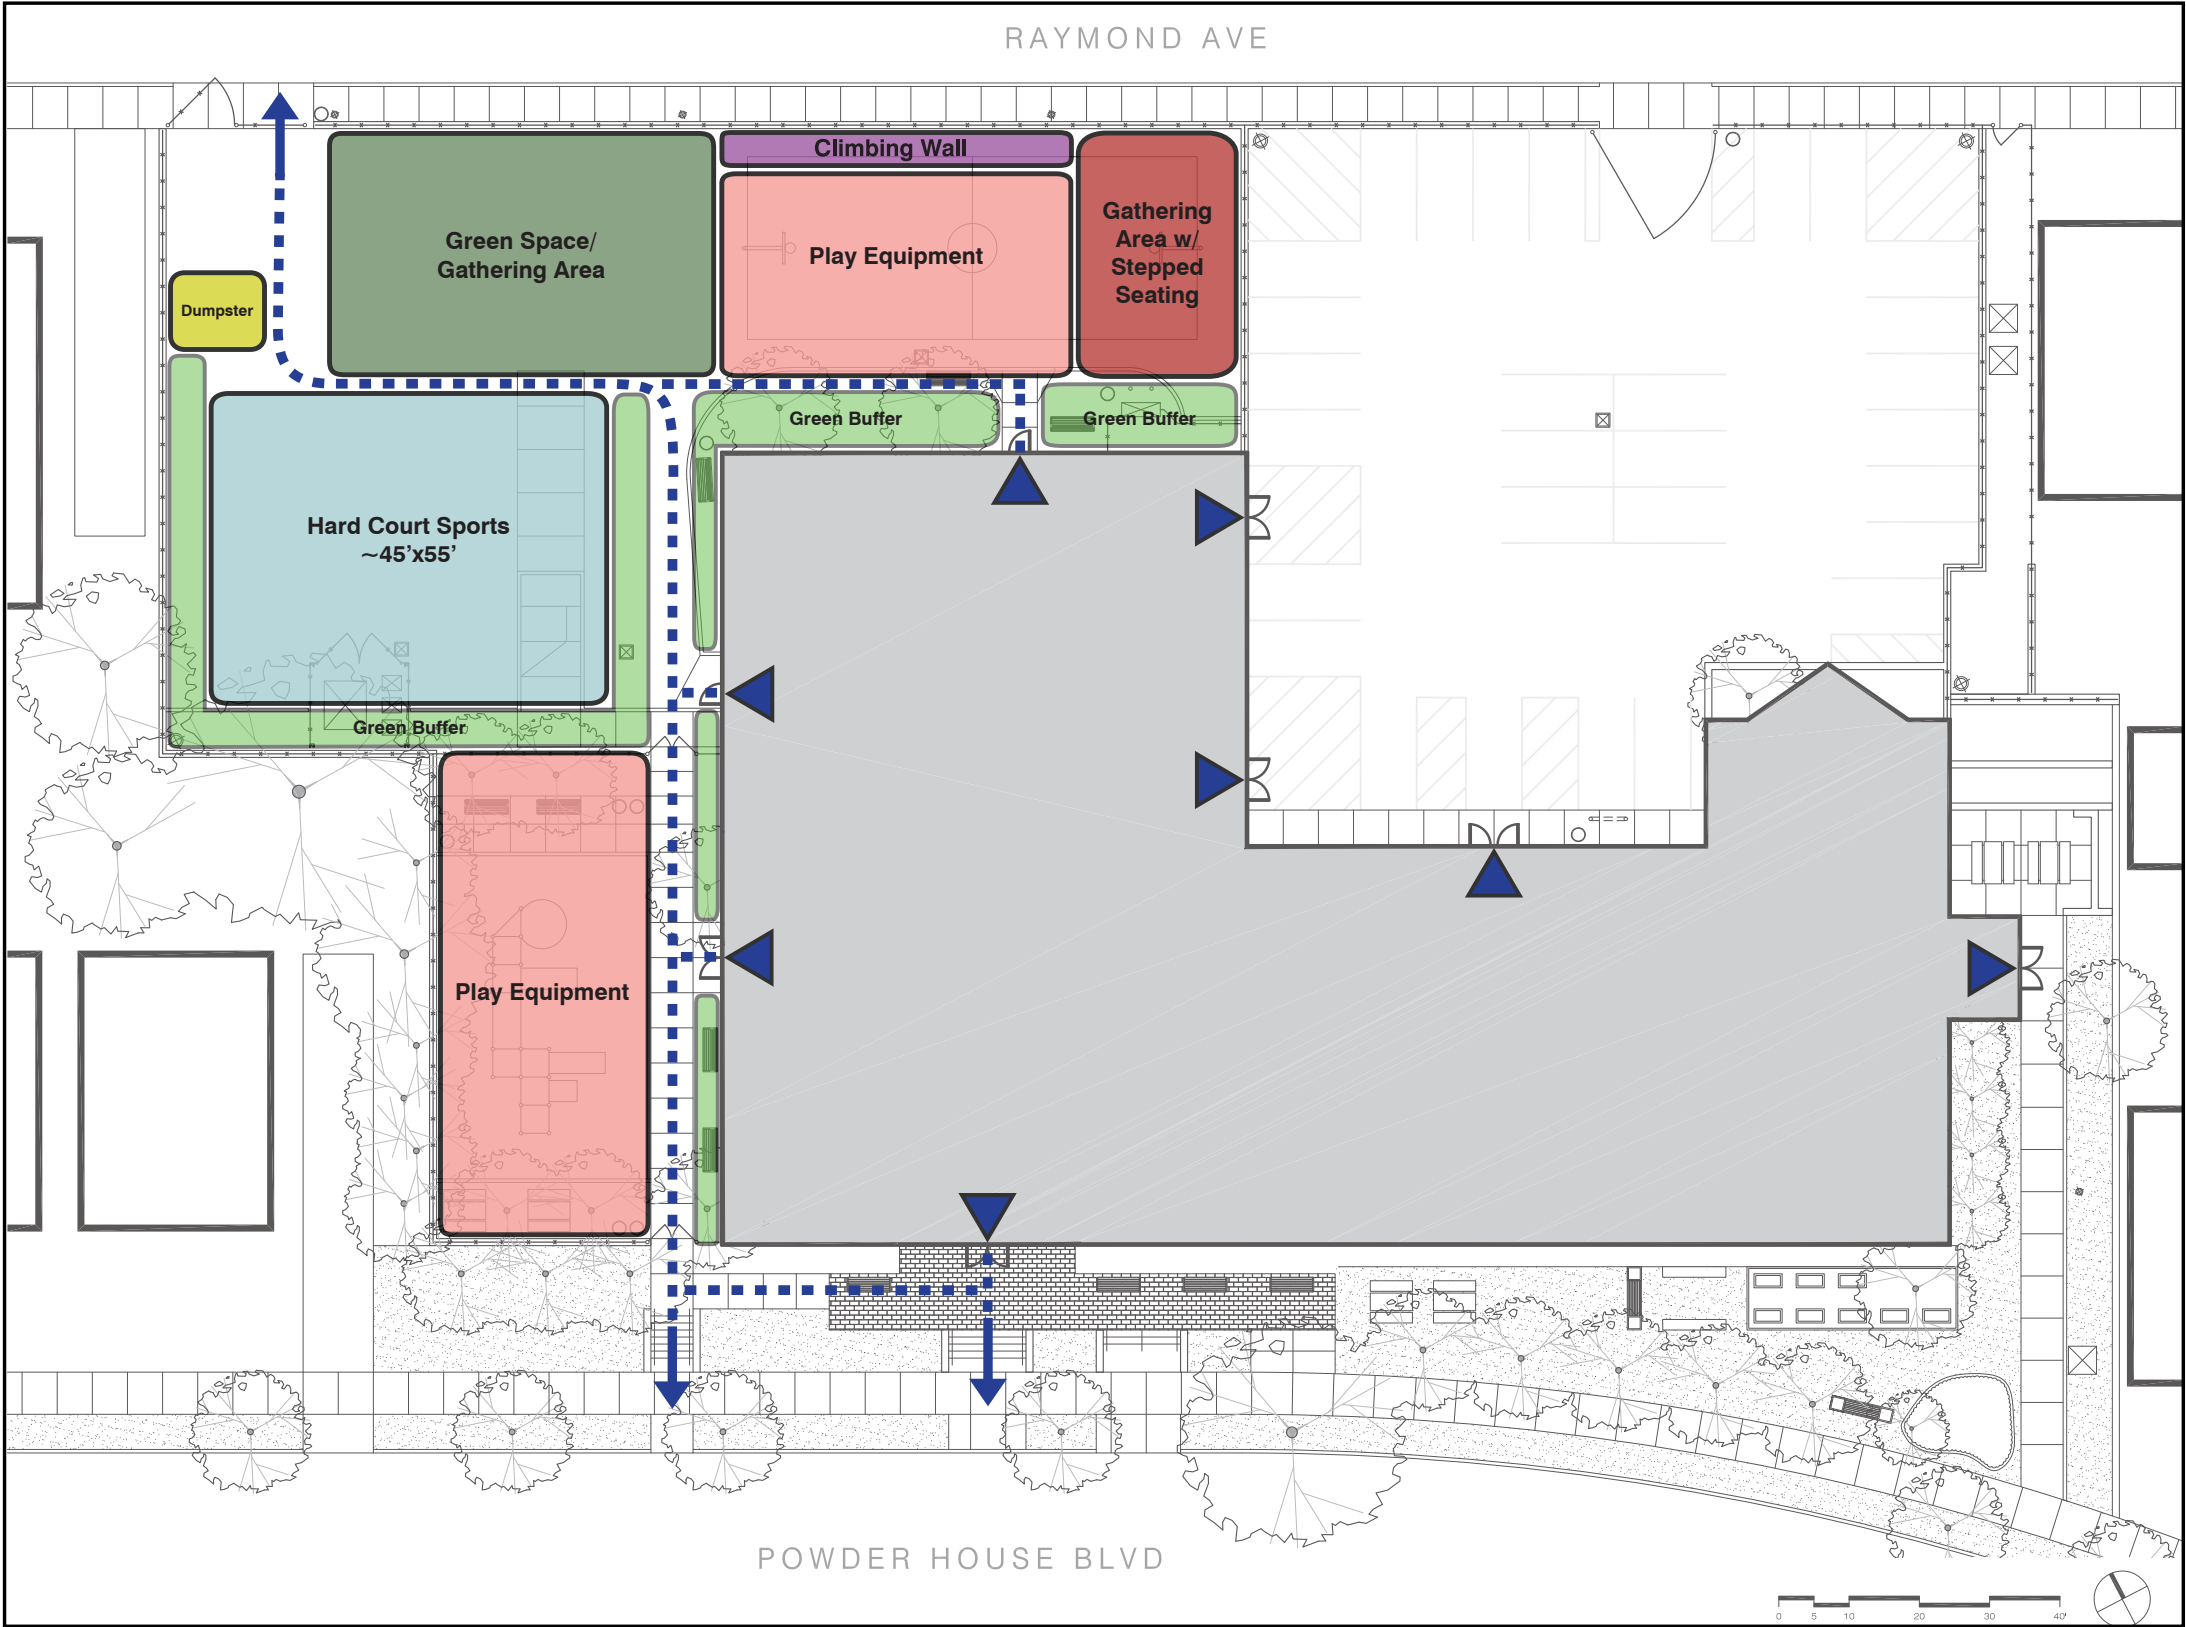 RAYMOND AVE
Climbing Wall
Green Space/
Gathering Area
Play Equipment
Gathering
Area w/
Stepped
Seating
Dumpster
Green Buffer
Green Buffer
Hard Court Sports
~45'x55'
Green Buffer
Play Equipment
POWDER HOUSE BLVD
0 5 10 20 30 40'